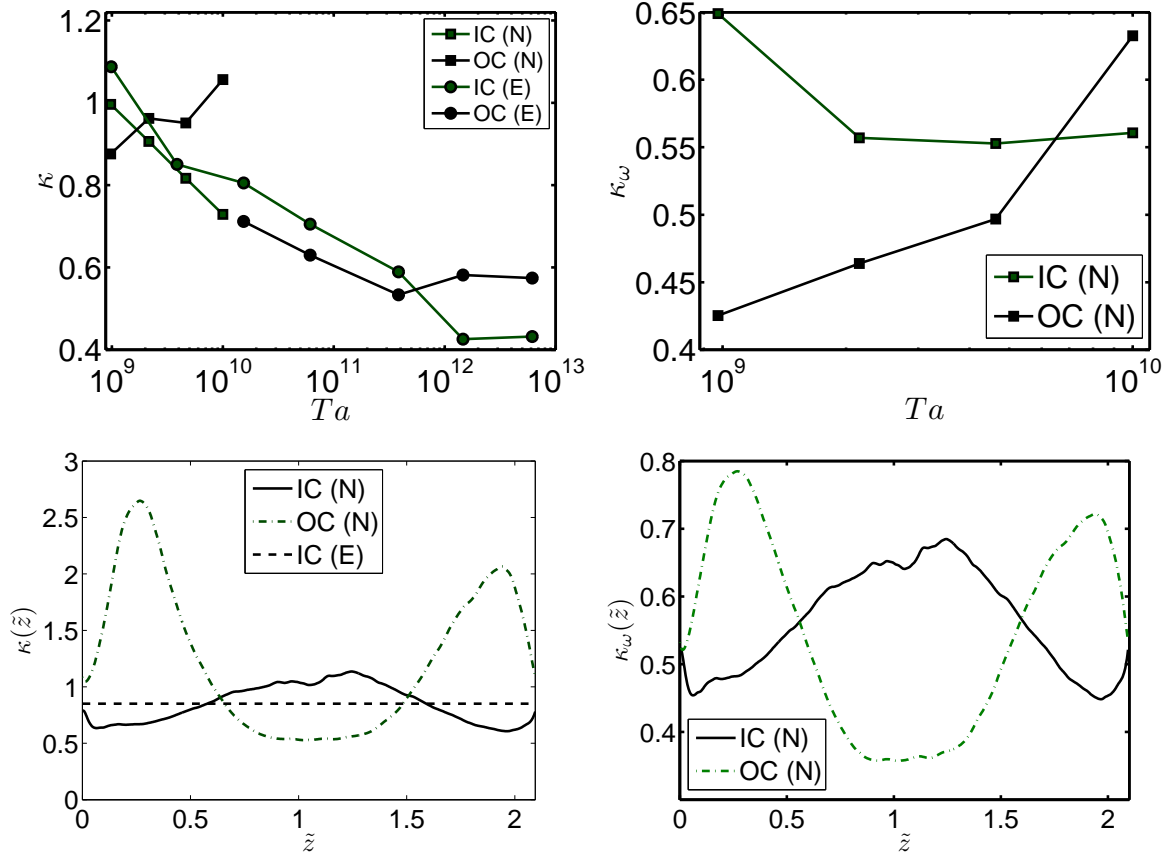 1.2
1
0.8
0.6
0.4
κ
10^9
10^10
10^11
10^12
10^13
Ta
IC (N)
OC (N)
IC (E)
OC (E)
0.65
0.6
0.55
0.5
0.45
0.4
κ_ω
10^9
10^10
Ta
IC (N)
OC (N)
3
2.5
2
1.5
1
0.5
0
κ(z̃)
0
0.5
1
1.5
2
z̃
IC (N)
OC (N)
IC (E)
0.8
0.7
0.6
0.5
0.4
κ_ω(z̃)
0
0.5
1
1.5
2
z̃
IC (N)
OC (N)